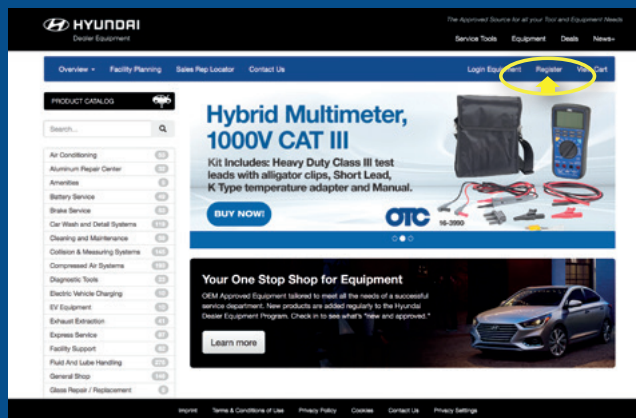 HYUNDAI
Dealer Equipment
The Approved Source for all your Tool and Equipment Needs
Service Tools Equipment Deals News
Overview Facility Planning Sales Rep Locator Contact Us Login Equipment Register View Cart
PRODUCT CATALOG
Search...
Air Conditioning
Aluminum Repair Center
Amenities
Battery Service
Brake Service
Car Wash and Detail Systems
Cleaning and Maintenance
Collision & Measuring Systems
Compressed Air Systems
Diagnostic Tools
Electric Vehicle Charging
EV Equipment
Exhaust Extraction
Express Service
Facility Support
Fluid And Lube Handling
General Shop
Glass Repair / Replacement
Hybrid Multimeter,
1000V CAT III
Kit Includes: Heavy Duty Class III test
leads with alligator clips, Short Lead,
K Type temperature adapter and Manual.
BUY NOW!
OTC
16-3990
Your One Stop Shop for Equipment
OEM Approved Equipment tailored to meet all the needs of a successful
service department. New products are added regularly to the Hyundai
Dealer Equipment Program. Check in to see what's "new and approved."
Learn more
Imprint Terms & Conditions of Use Privacy Policy Cookies Contact Us Privacy Settings